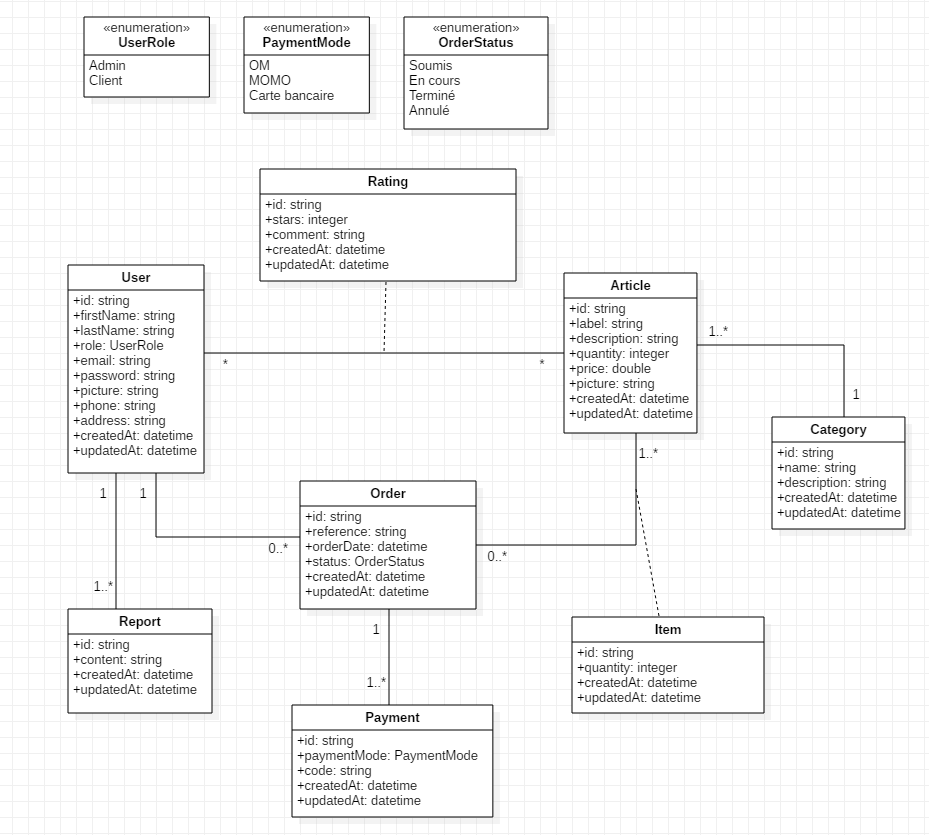 «enumeration»
UserRole
Admin
Client
«enumeration»
PaymentMode
OM
MOMO
Carte bancaire
«enumeration»
OrderStatus
Soumis
En cours
Terminé
Annulé
Rating
+id: string
+stars: integer
+comment: string
+createdAt: datetime
+updatedAt: datetime
User
+id: string
+firstName: string
+lastName: string
+role: UserRole
+email: string
+password: string
+picture: string
+phone: string
+address: string
+createdAt: datetime
+updatedAt: datetime
*
*
Article
+id: string
+label: string
+description: string
+quantity: integer
+price: double
+picture: string
+createdAt: datetime
+updatedAt: datetime
1..*
1
Category
+id: string
+name: string
+description: string
+createdAt: datetime
+updatedAt: datetime
1..*
1
1
0..*
Order
+id: string
+reference: string
+orderDate: datetime
+status: OrderStatus
+createdAt: datetime
+updatedAt: datetime
0..*
1..*
Report
+id: string
+content: string
+createdAt: datetime
+updatedAt: datetime
1
1..*
Item
+id: string
+quantity: integer
+createdAt: datetime
+updatedAt: datetime
Payment
+id: string
+paymentMode: PaymentMode
+code: string
+createdAt: datetime
+updatedAt: datetime